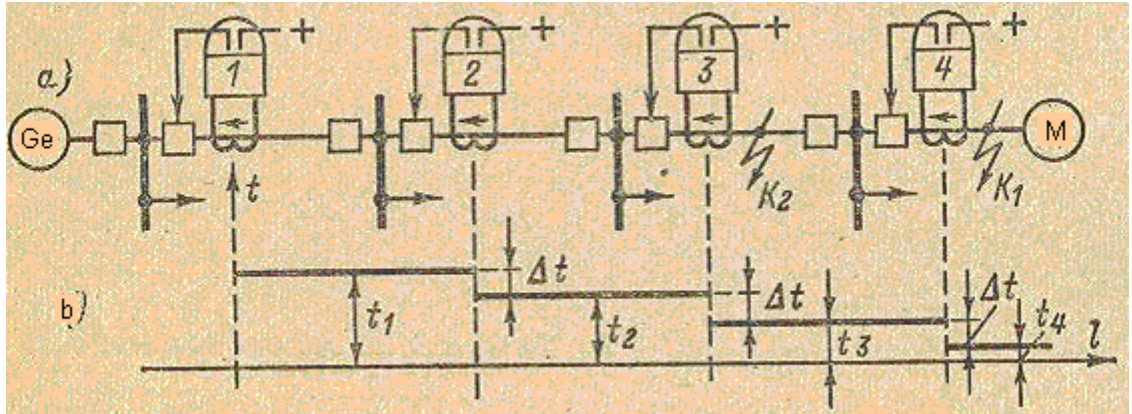 a)
1 + 2 + 3 + 4 +
Ge
M
K2
K1
t
Δt
Δt
Δt
b)
t1
t2
t3
t4
l